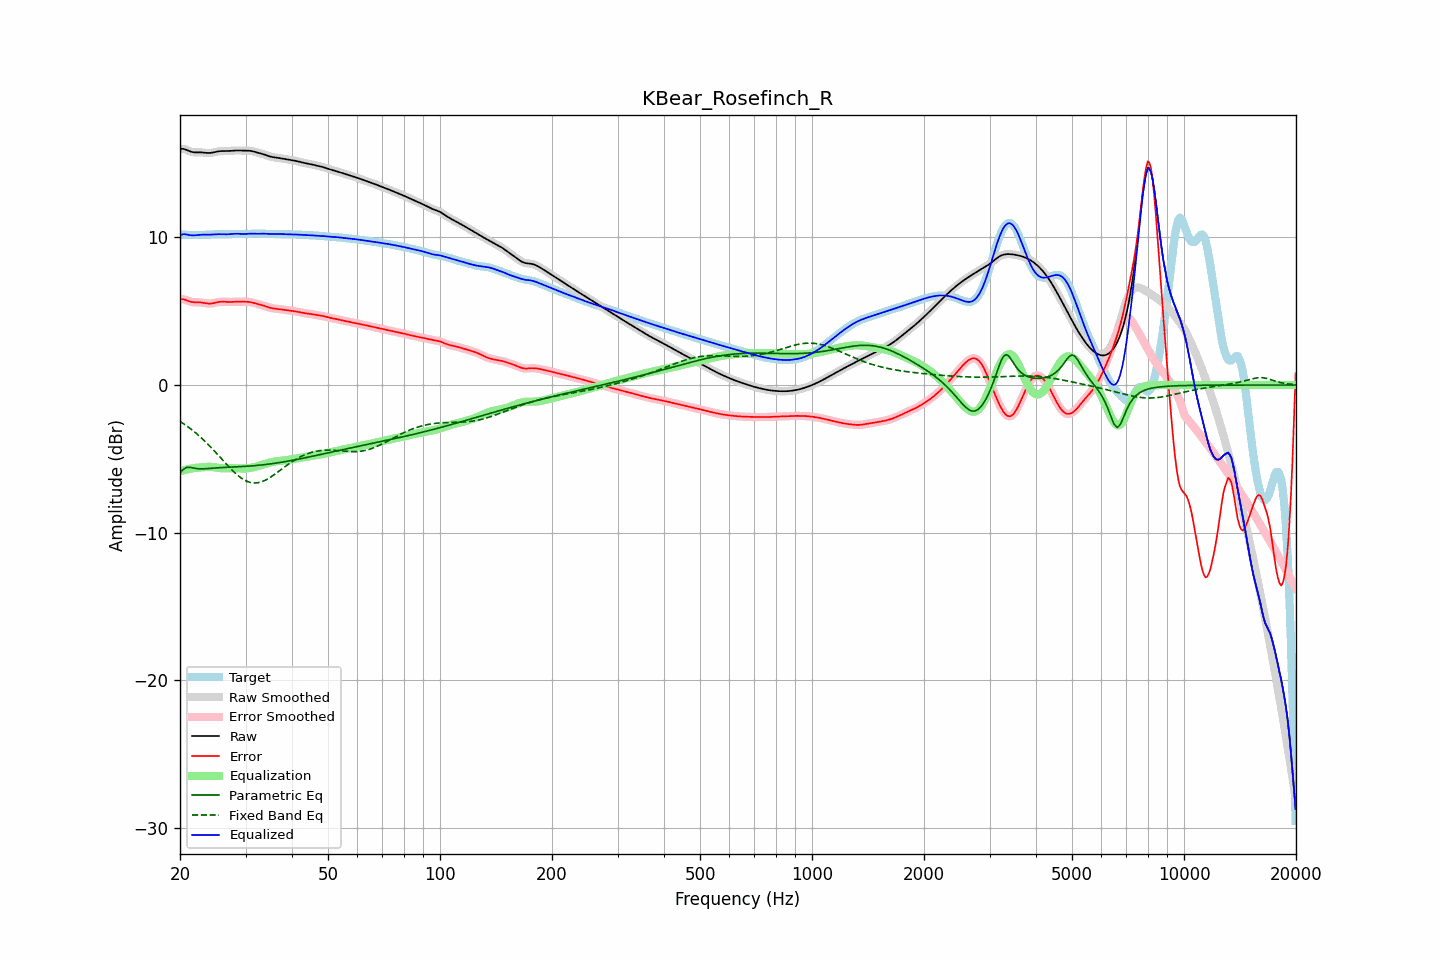 KBear_Rosefinch_R
Amplitude (dBr)
10
0
−10
−20
−30
Target
Raw Smoothed
Error Smoothed
Raw
Error
Equalization
Parametric Eq
Fixed Band Eq
Equalized
20 50 100 200 500 1000 2000 5000 10000 20000
Frequency (Hz)